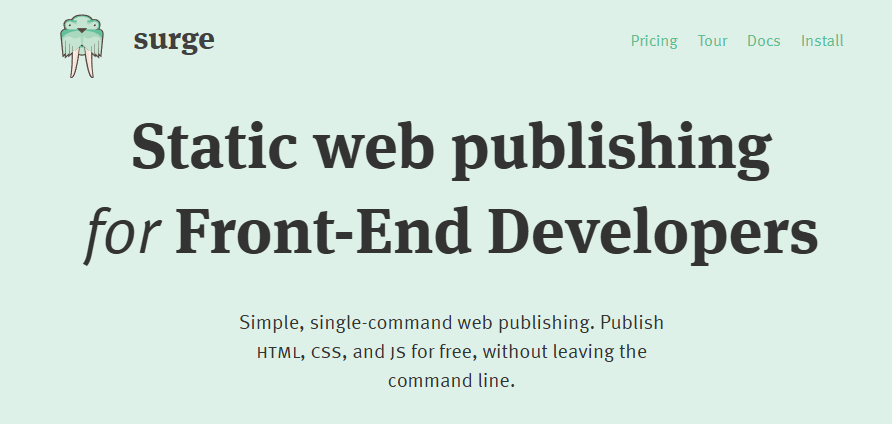 surge
Pricing Tour Docs Install
Static web publishing
for Front-End Developers
Simple, single-command web publishing. Publish
HTML, CSS, and JS for free, without leaving the
command line.